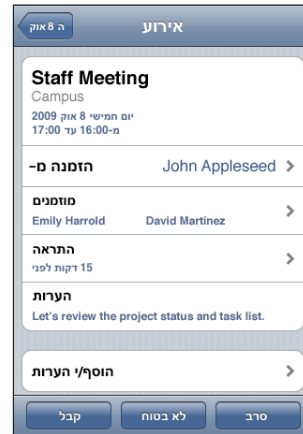 ה 8 אוק
אירוע
Staff Meeting
Campus
יום חמישי 8 אוק 2009
מ-16:00 עד 17:00
הזמנה מ- John Appleseed
מוזמנים
Emily Harrold David Martinez
התראה
15 דקות לפני
הערות
Let's review the project status and task list.
הוסף/י הערות
קבל לא בטוח סרב